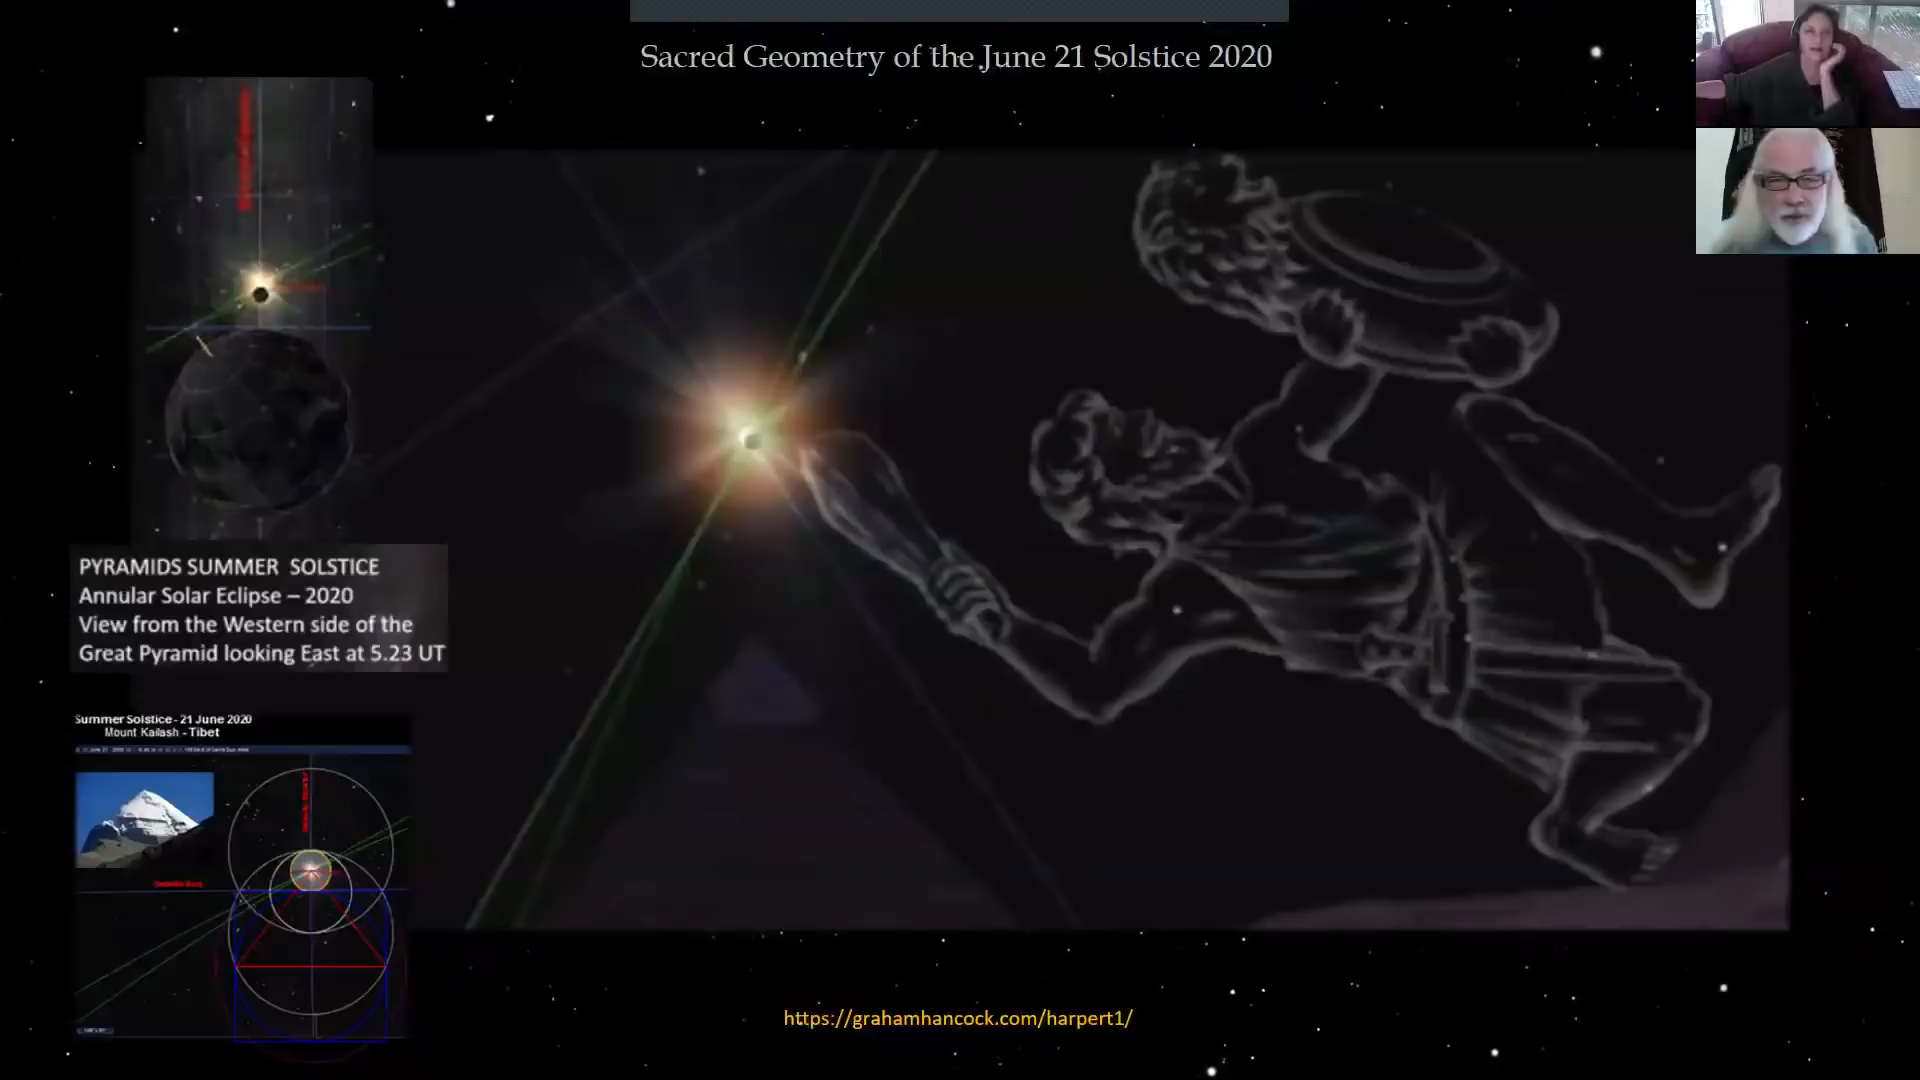 Sacred Geometry of the June 21 Solstice 2020
PYRAMIDS SUMMER SOLSTICE
Annular Solar Eclipse – 2020
View from the Western side of the
Great Pyramid looking East at 5.23 UT
Summer Solstice - 21 June 2020
Mount Kailash - Tibet
https://grahamhancock.com/harpert1/